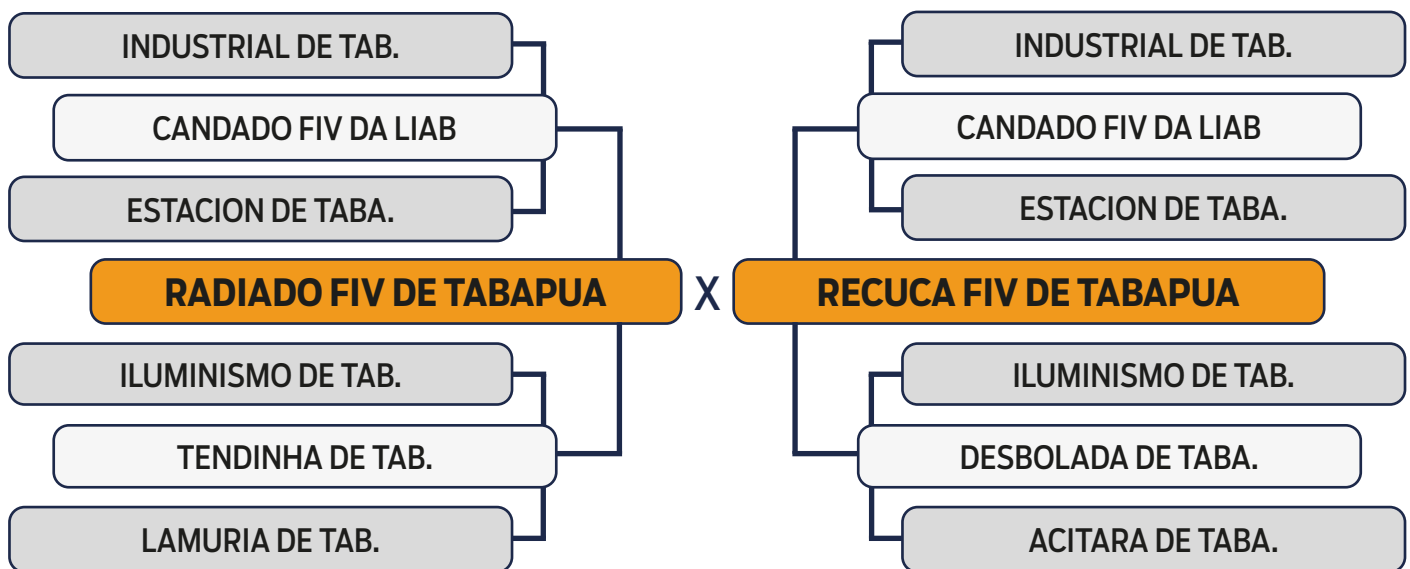 INDUSTRIAL DE TAB.
CANDADO FIV DA LIAB
ESTACION DE TABA.
RADIADO FIV DE TABAPUA
ILUMINISMO DE TAB.
TENDINHA DE TAB.
LAMURIA DE TAB.
X
INDUSTRIAL DE TAB.
CANDADO FIV DA LIAB
ESTACION DE TABA.
RECUCA FIV DE TABAPUA
ILUMINISMO DE TAB.
DESBOLADA DE TABA.
ACITARA DE TABA.